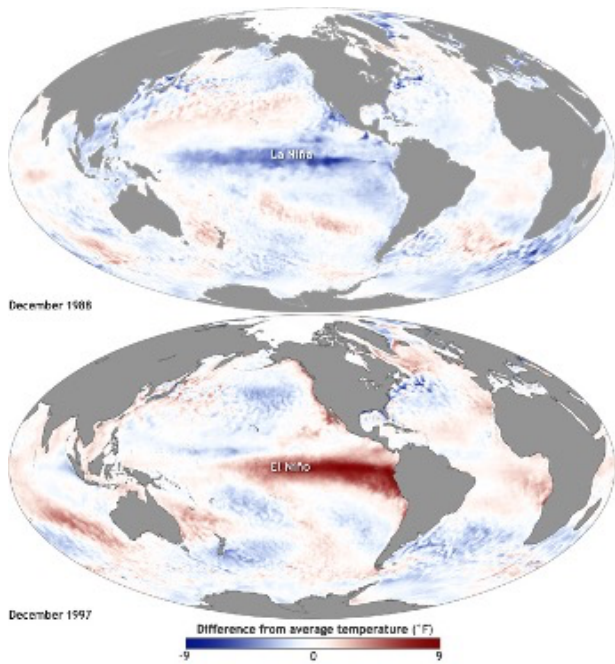 La Niña
December 1988
El Niño
December 1997
Difference from average temperature (°F)
-9 0 9